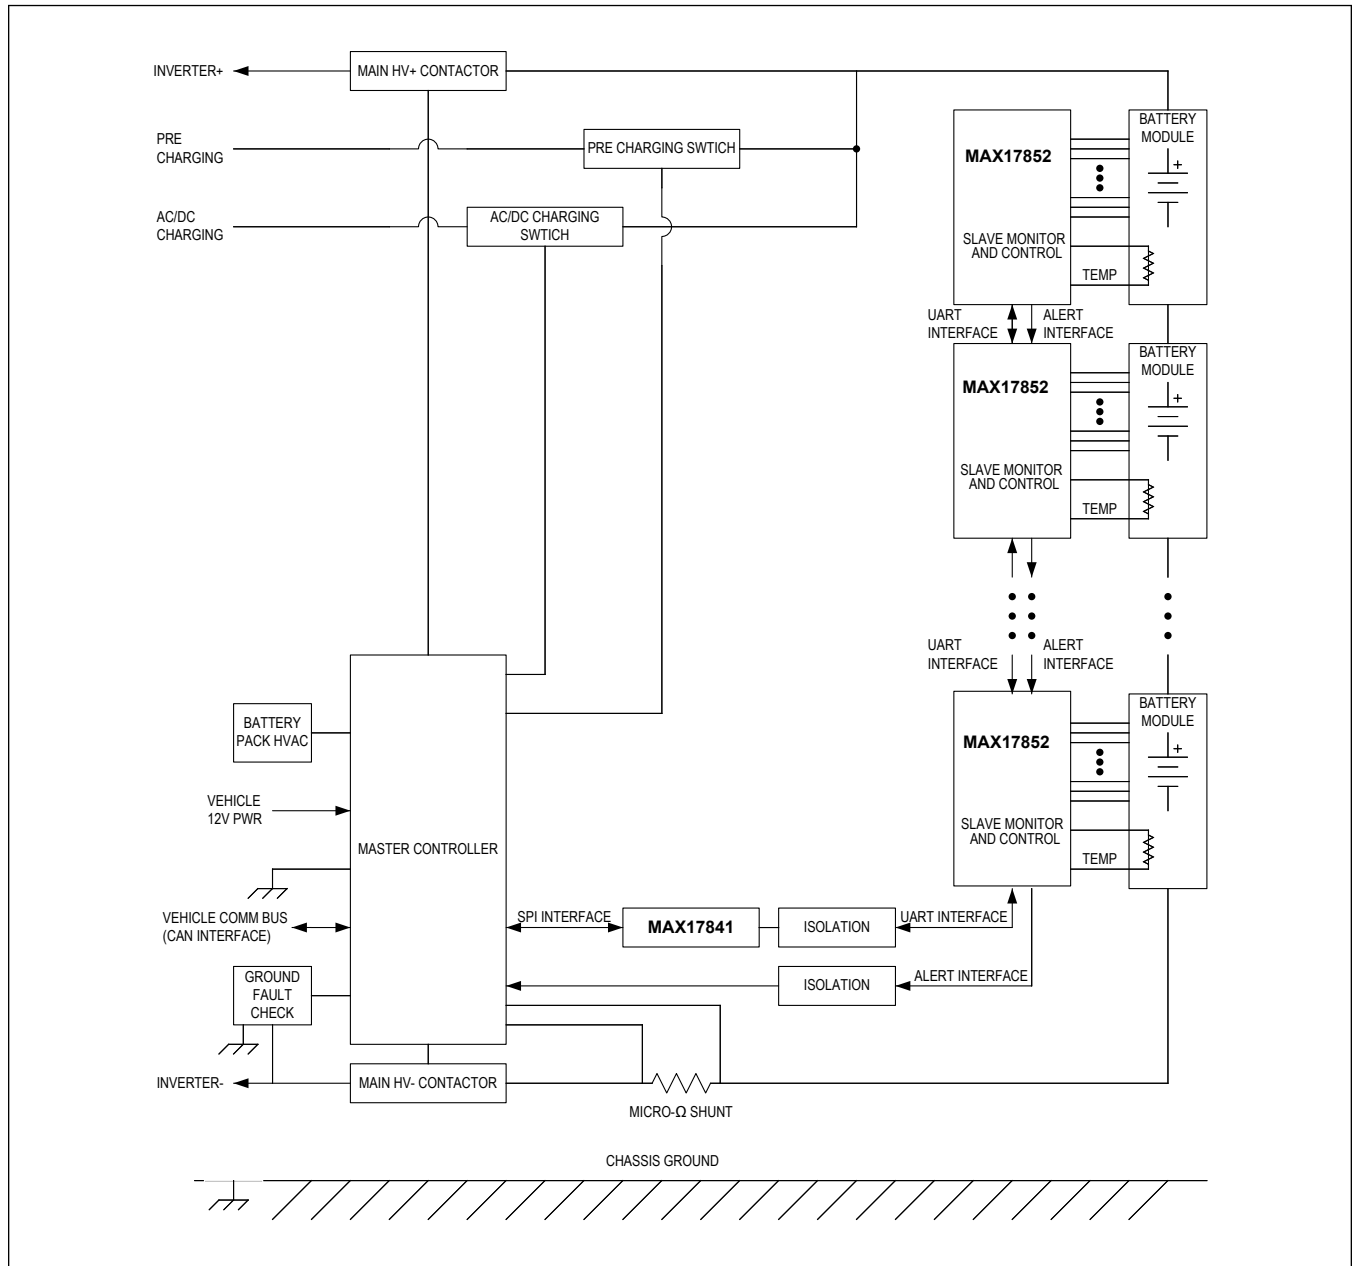 INVERTER+
MAIN HV+ CONTACTOR
PRE
CHARGING
PRE CHARGING SWTICH
AC/DC
CHARGING
AC/DC CHARGING
SWTICH
MAX17852
SLAVE MONITOR
AND CONTROL
BATTERY
MODULE
+
TEMP
UART
INTERFACE
ALERT
INTERFACE
MAX17852
SLAVE MONITOR
AND CONTROL
BATTERY
MODULE
+
TEMP
UART
INTERFACE
ALERT
INTERFACE
MAX17852
SLAVE MONITOR
AND CONTROL
BATTERY
MODULE
+
TEMP
BATTERY
PACK HVAC
VEHICLE
12V PWR
MASTER CONTROLLER
VEHICLE COMM BUS
(CAN INTERFACE)
SPI INTERFACE
MAX17841
ISOLATION
UART INTERFACE
GROUND
FAULT
CHECK
ISOLATION
ALERT INTERFACE
INVERTER-
MAIN HV- CONTACTOR
MICRO-Ω SHUNT
CHASSIS GROUND